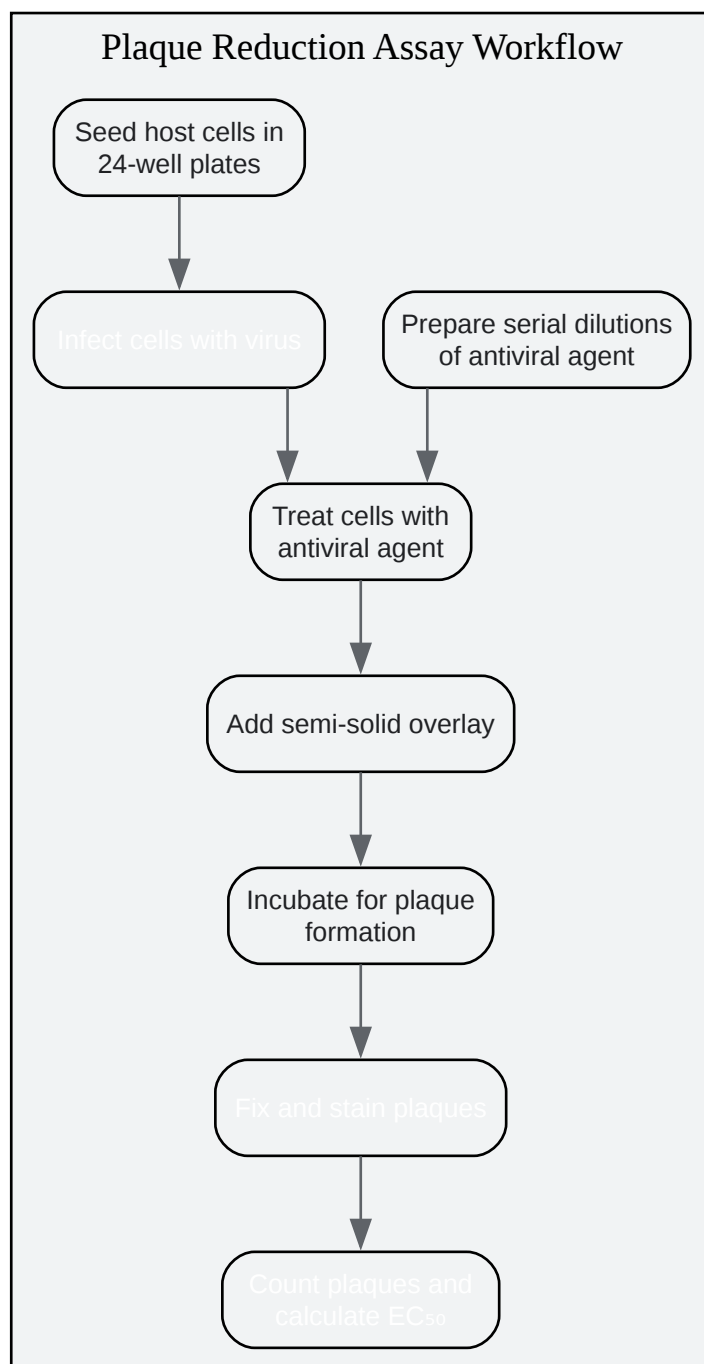 Plaque Reduction Assay Workflow
Seed host cells in
24-well plates
Infect cells with virus
Prepare serial dilutions
of antiviral agent
Treat cells with
antiviral agent
Add semi-solid overlay
Incubate for plaque
formation
Fix and stain plaques
Count plaques and
calculate EC₅₀